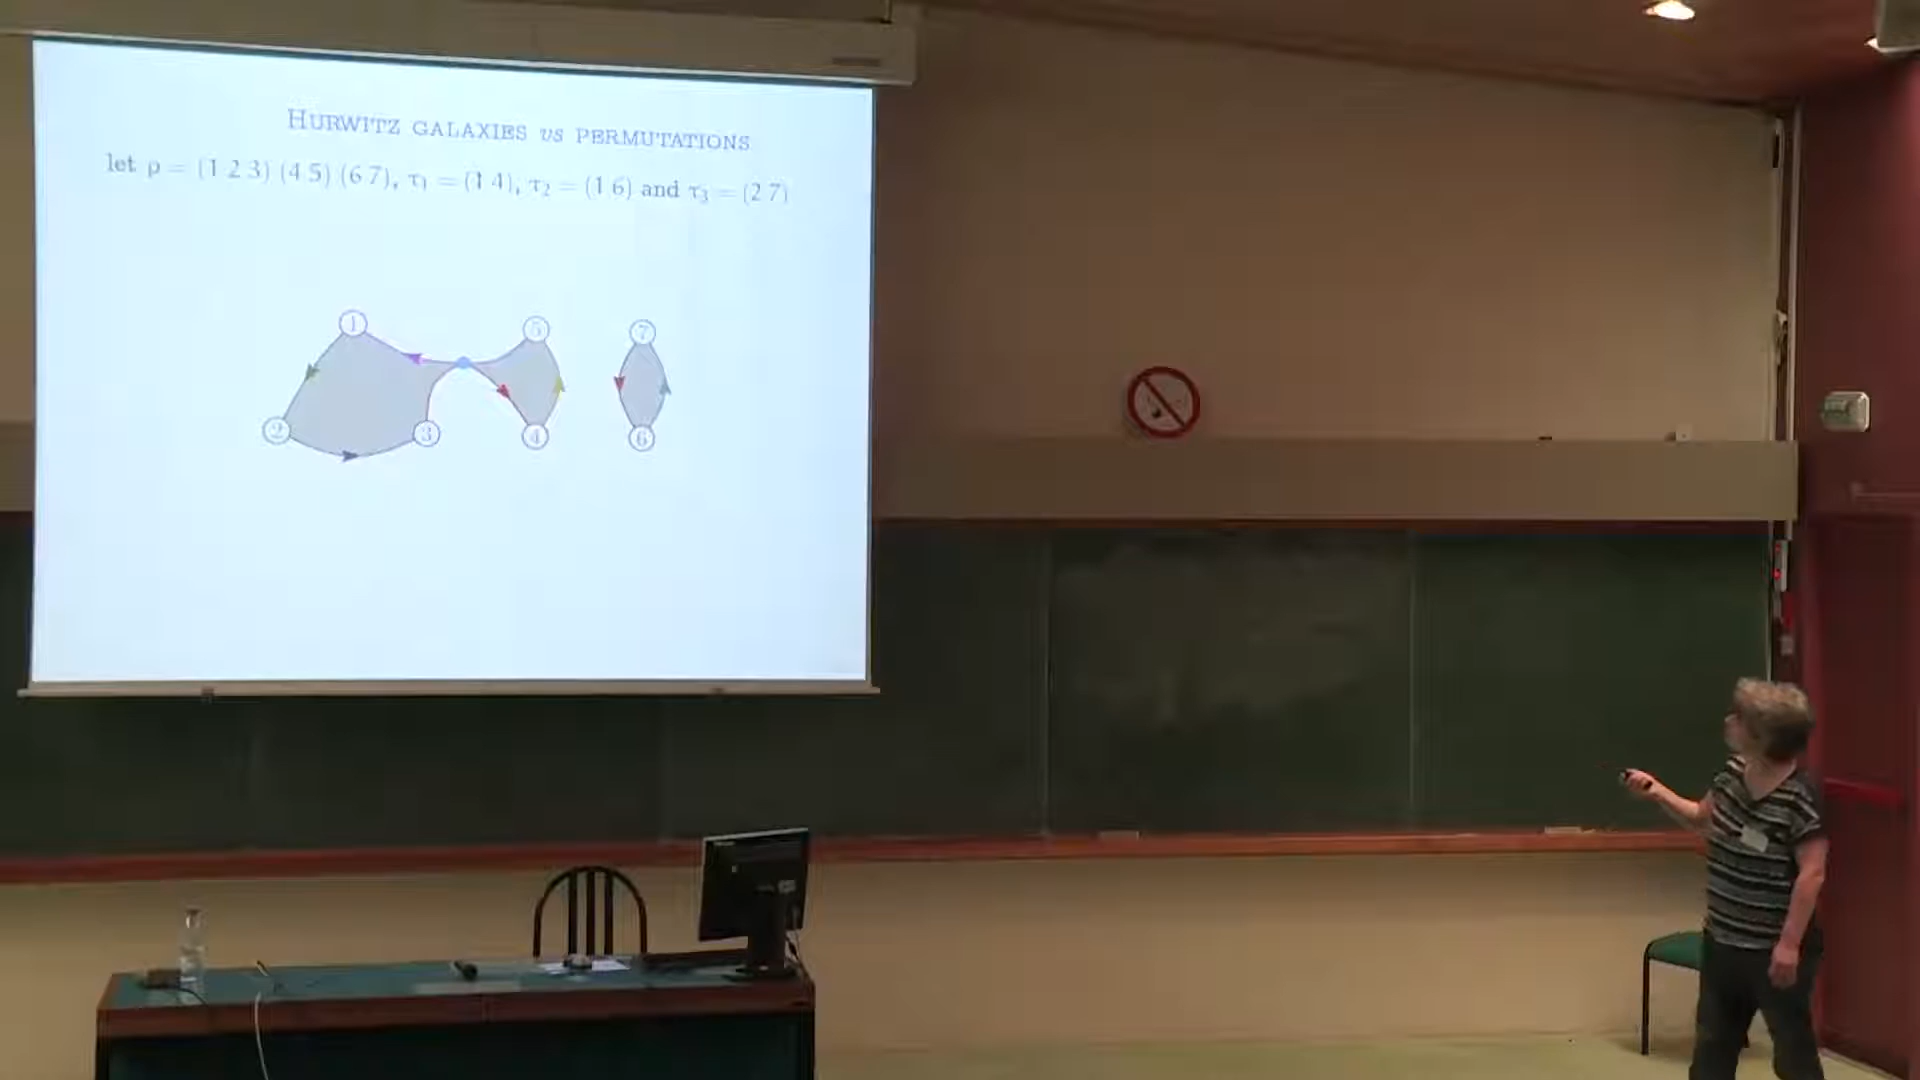 HURWITZ GALAXIES vs PERMUTATIONS
let ρ = (1 2 3) (4 5) (6 7), τ₁ = (1 4), τ₂ = (1 6) and τ₃ = (2 7)
1 5 7
2 3 4 6